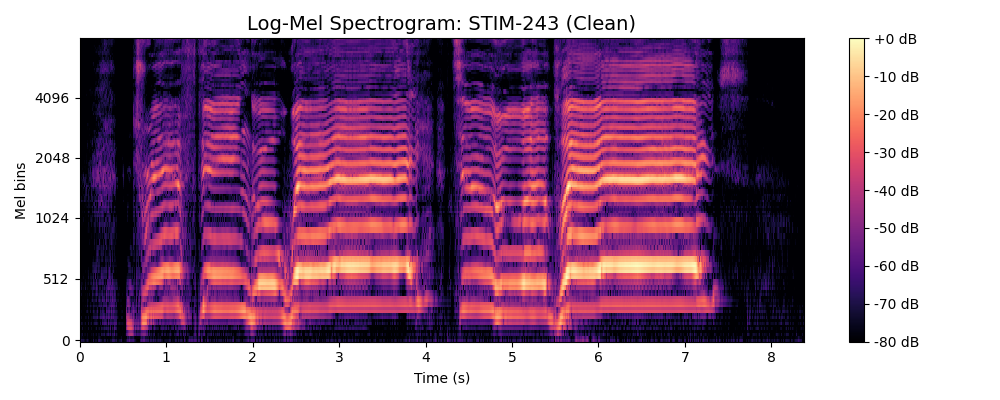 Log-Mel Spectrogram: STIM-243 (Clean)
Mel bins
4096
2048
1024
512
0
0 1 2 3 4 5 6 7 8
Time (s)
+0 dB
-10 dB
-20 dB
-30 dB
-40 dB
-50 dB
-60 dB
-70 dB
-80 dB